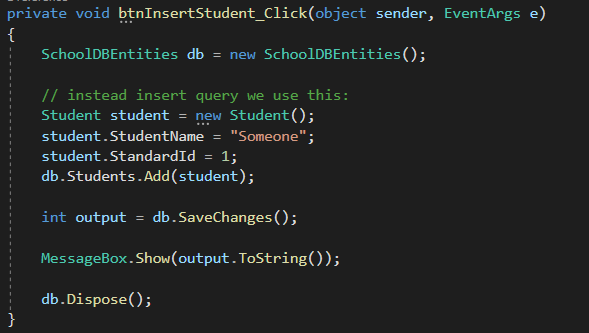 private void btnInsertStudent_Click(object sender, EventArgs e)
{
SchoolDBEntities db = new SchoolDBEntities();
// instead insert query we use this:
Student student = new Student();
student.StudentName = "Someone";
student.StandardId = 1;
db.Students.Add(student);
int output = db.SaveChanges();
MessageBox.Show(output.ToString());
db.Dispose();
}